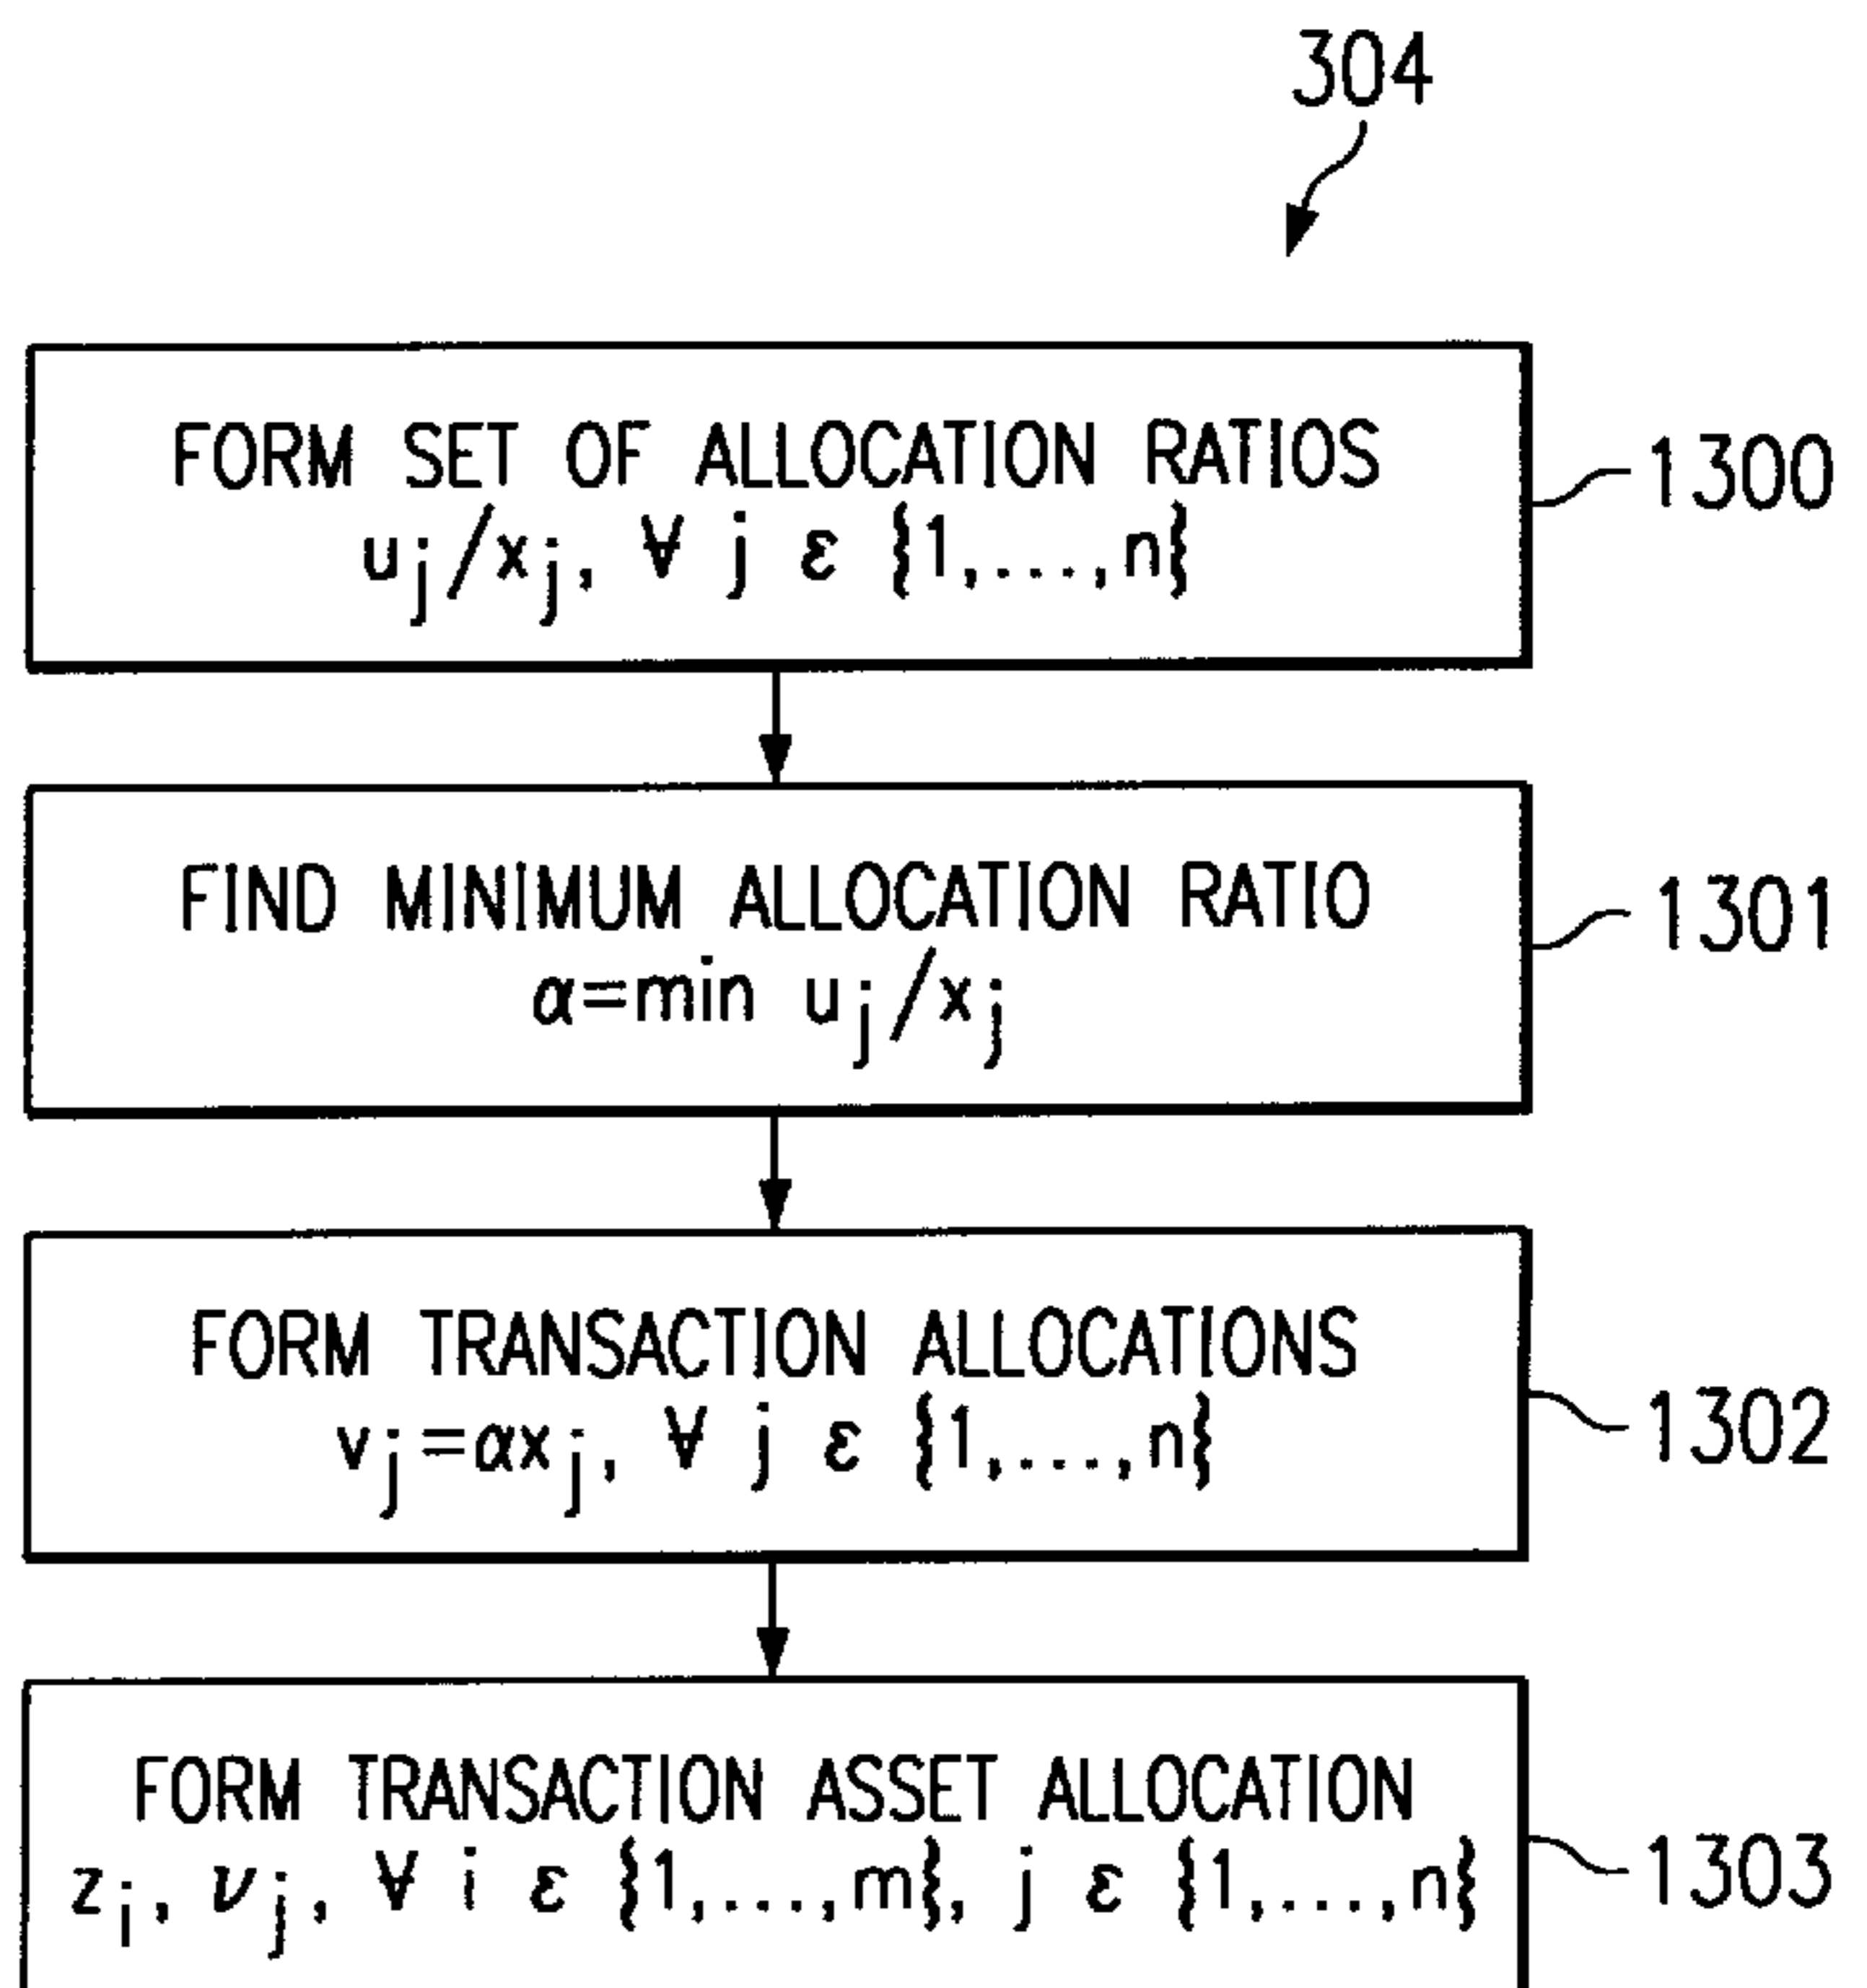 304
FORM SET OF ALLOCATION RATIOS
u_j/x_j, ∀ j ε {1,...,n}
1300
FIND MINIMUM ALLOCATION RATIO
α=min u_j/x_j
1301
FORM TRANSACTION ALLOCATIONS
v_j=αx_j, ∀ j ε {1,...,n}
1302
FORM TRANSACTION ASSET ALLOCATION
z_i, ν_j, ∀ i ε {1,...,m}, j ε {1,...,n}
1303